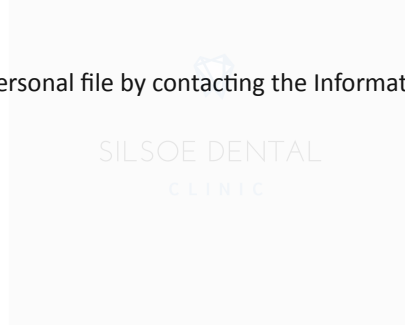 ersonal file by contacting the Informat
SILSOE DENTAL
CLINIC